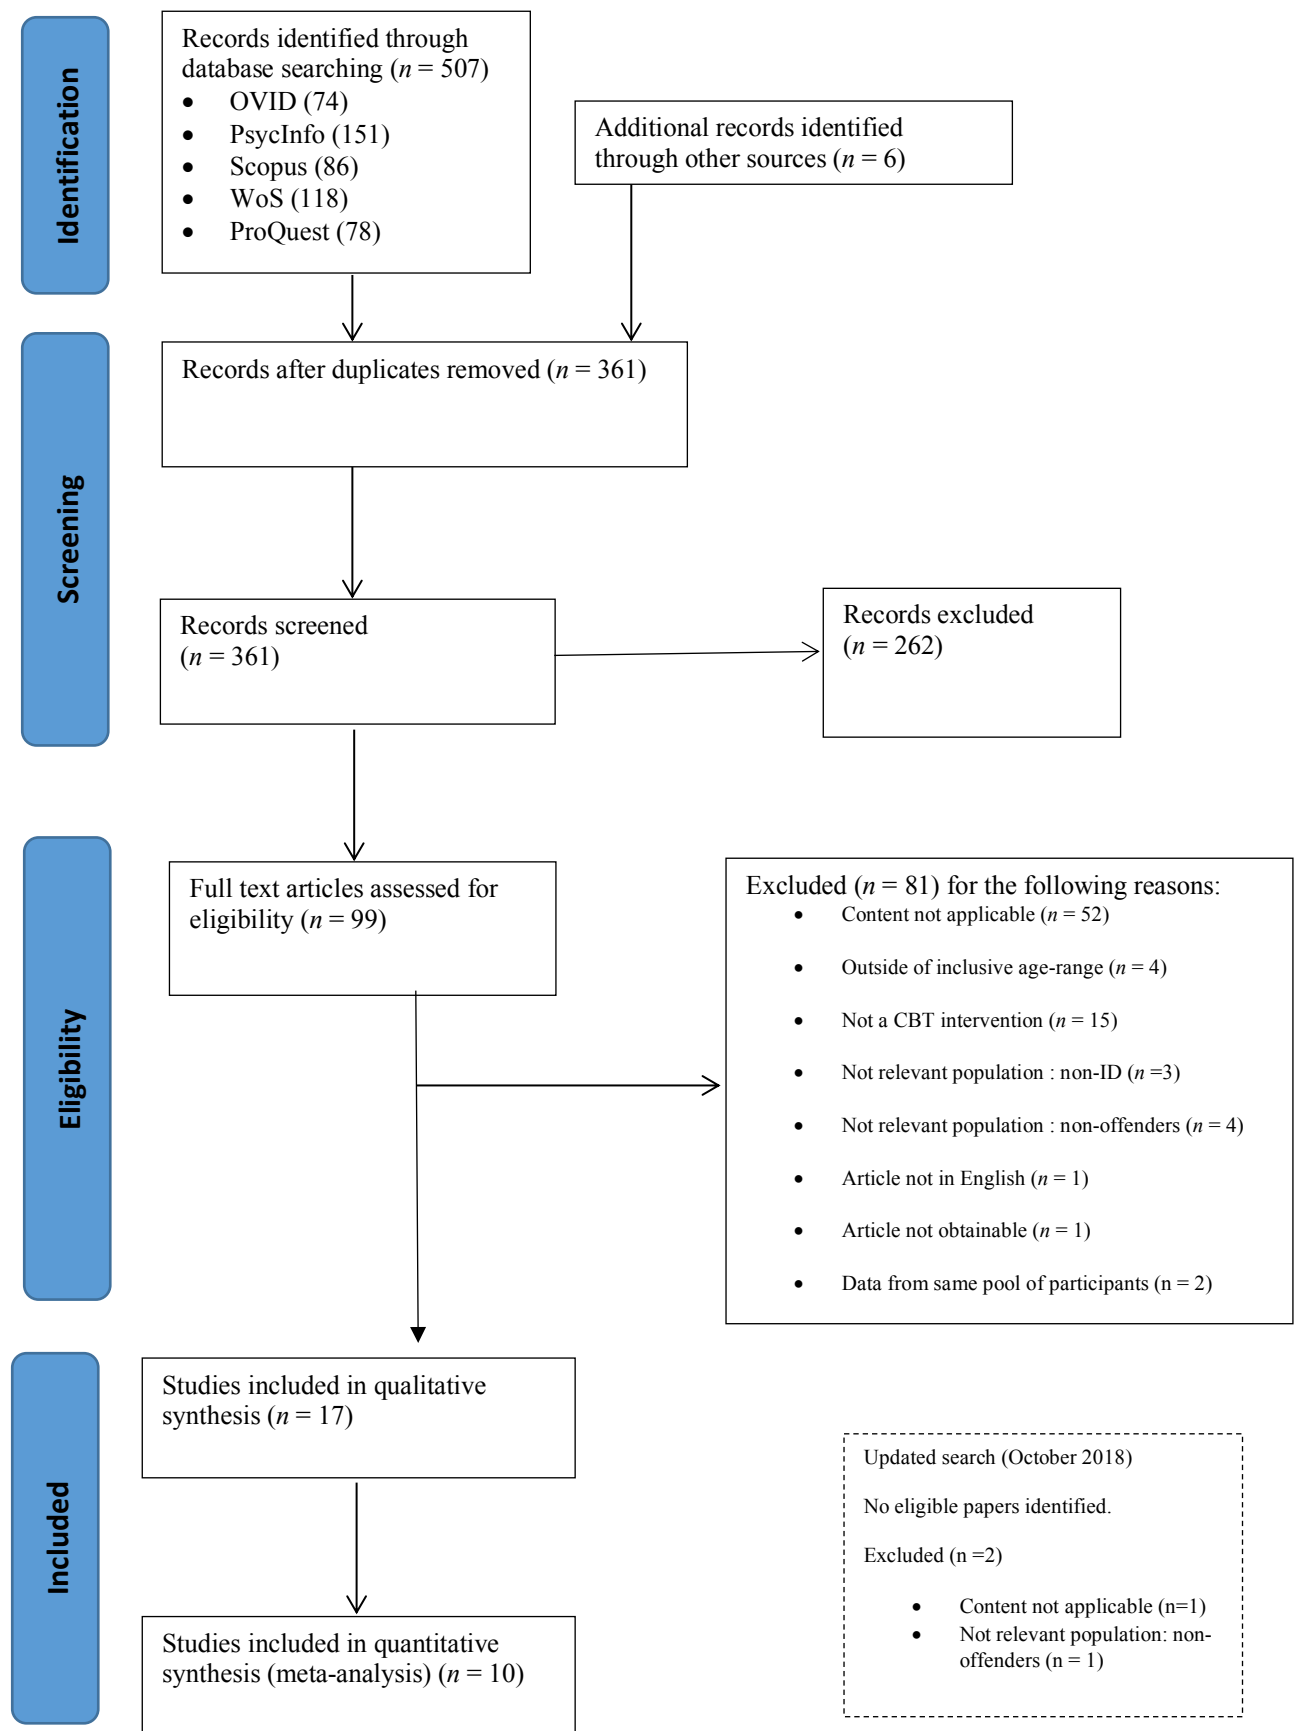 Identification
Records identified through
database searching (n = 507)
• OVID (74)
• PsycInfo (151)
• Scopus (86)
• WoS (118)
• ProQuest (78)
Additional records identified
through other sources (n = 6)
Screening
Records after duplicates removed (n = 361)
Records screened
(n = 361)
Records excluded
(n = 262)
Eligibility
Full text articles assessed for
eligibility (n = 99)
Excluded (n = 81) for the following reasons:
• Content not applicable (n = 52)
• Outside of inclusive age-range (n = 4)
• Not a CBT intervention (n = 15)
• Not relevant population : non-ID (n =3)
• Not relevant population : non-offenders (n = 4)
• Article not in English (n = 1)
• Article not obtainable (n = 1)
• Data from same pool of participants (n = 2)
Included
Studies included in qualitative
synthesis (n = 17)
Studies included in quantitative
synthesis (meta-analysis) (n = 10)
Updated search (October 2018)
No eligible papers identified.
Excluded (n =2)
• Content not applicable (n=1)
• Not relevant population: non-
offenders (n = 1)